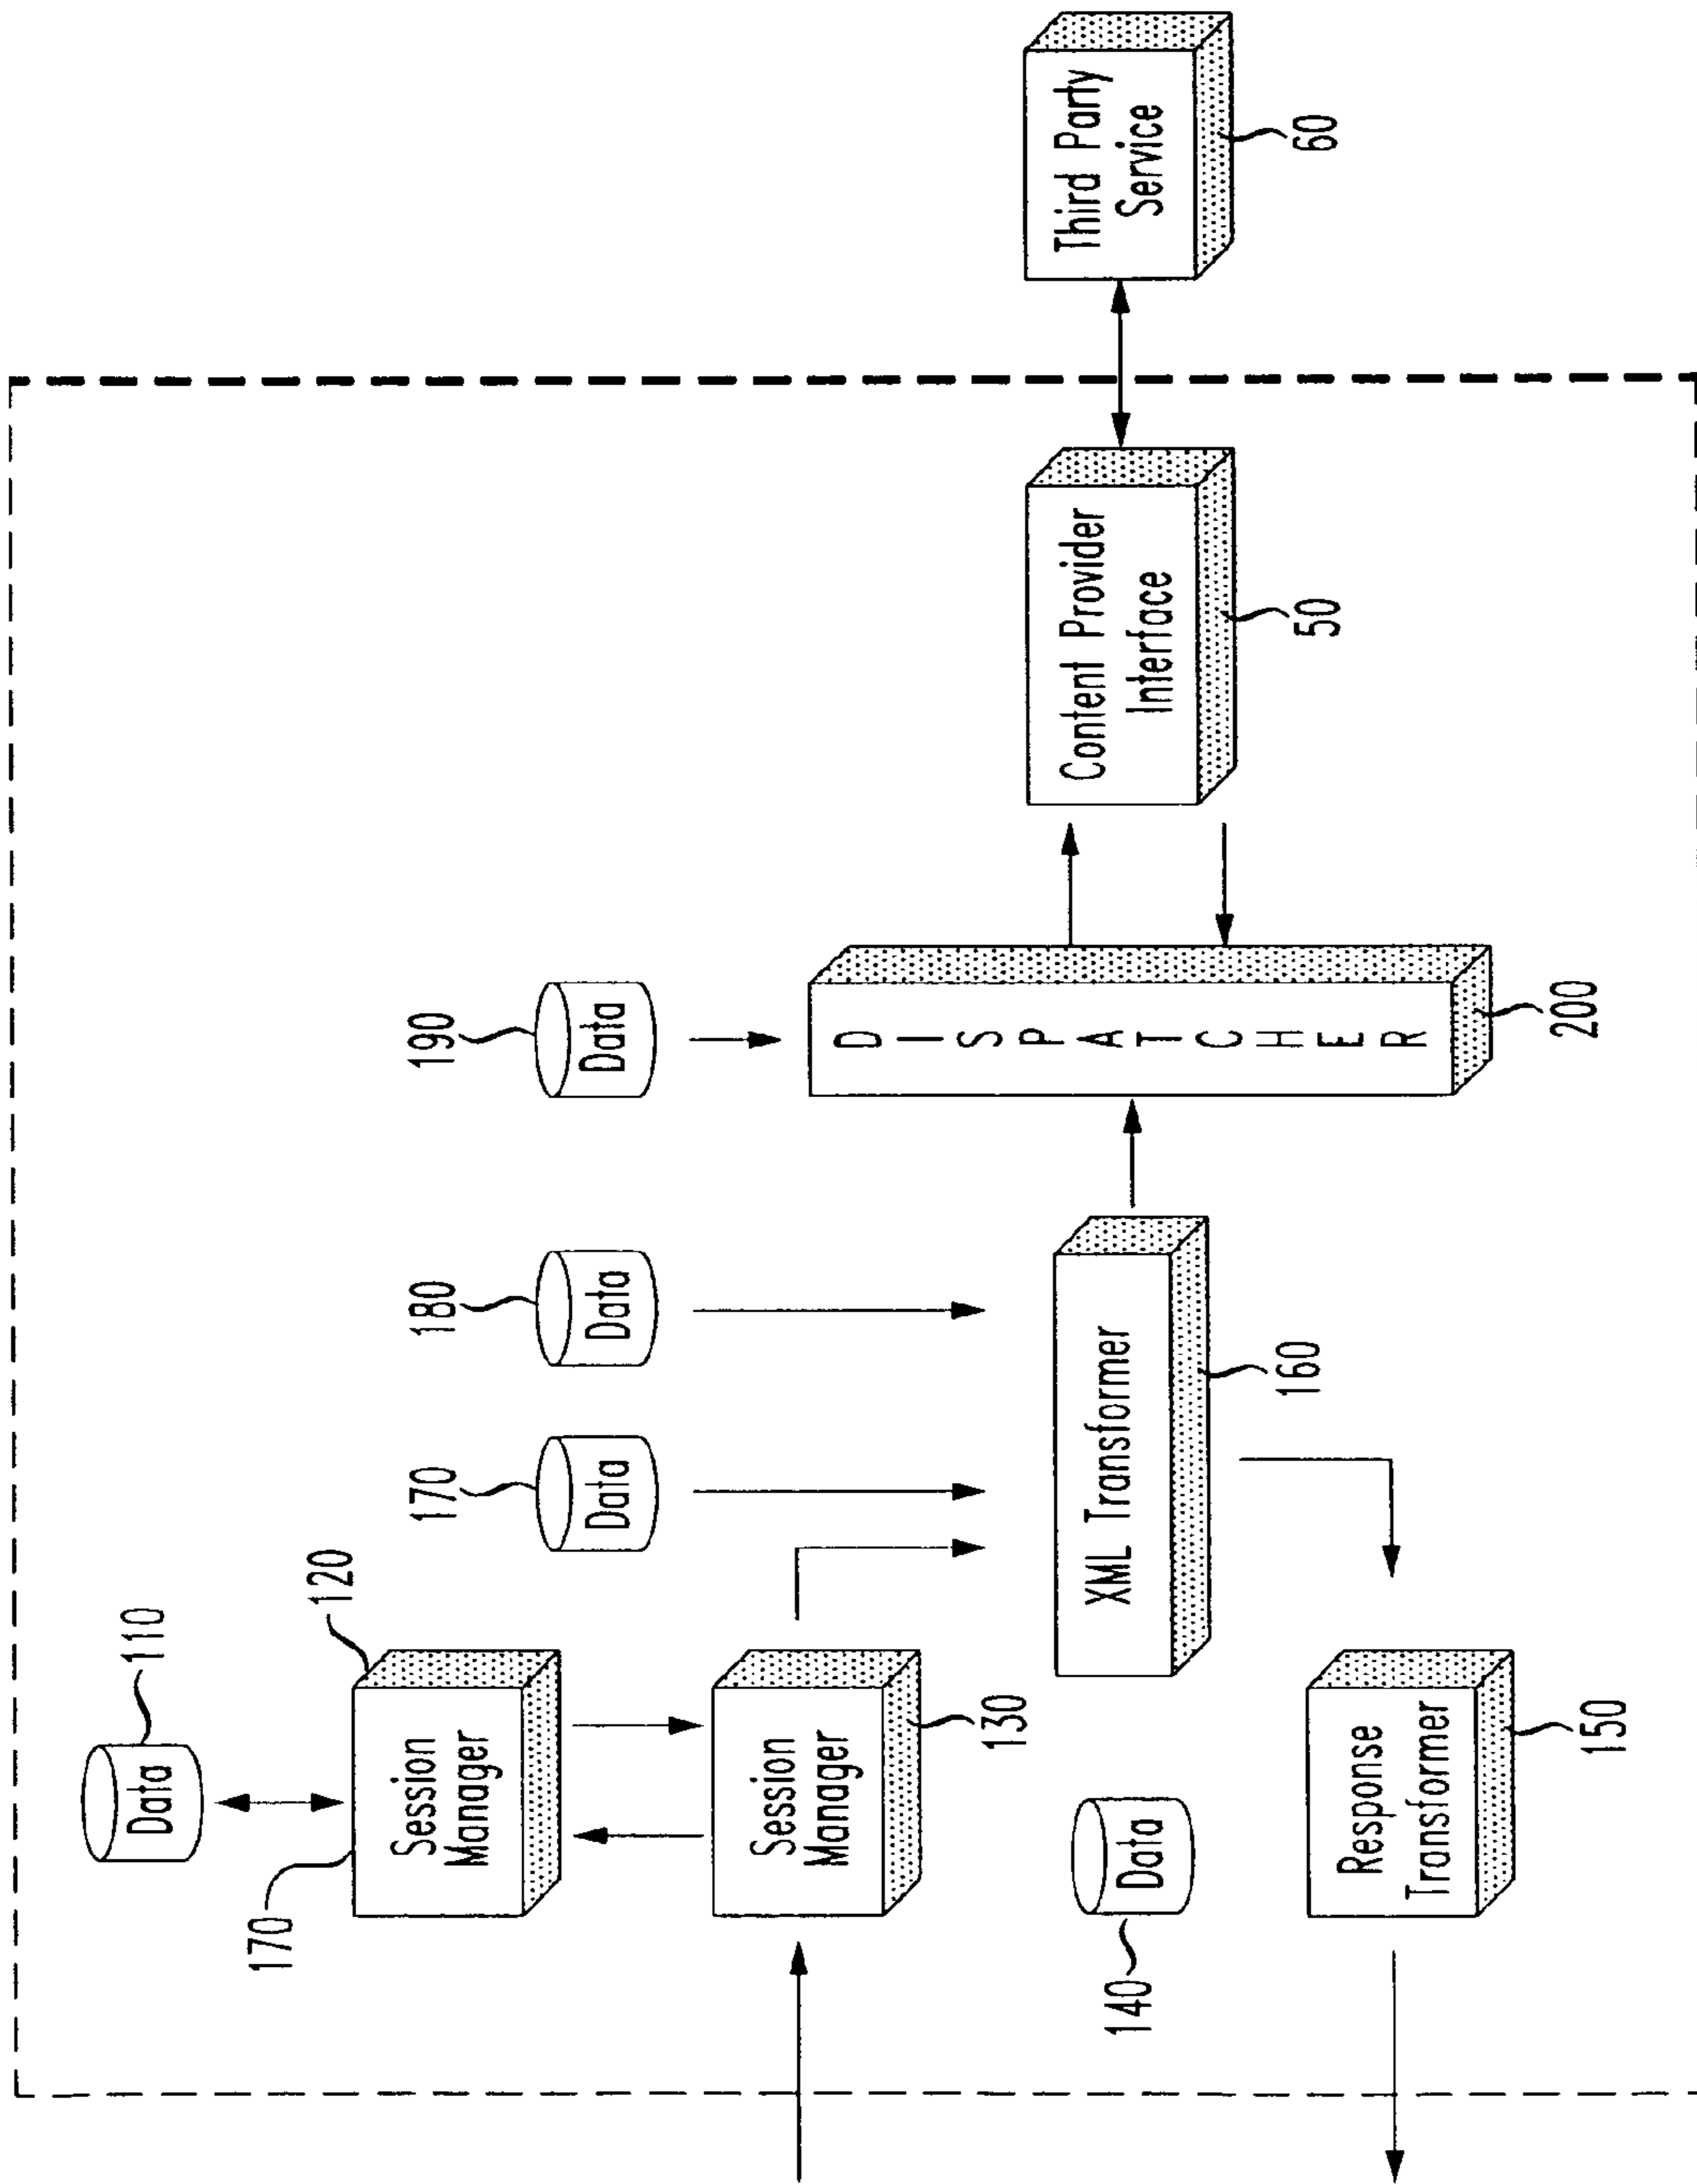 110
Data
120
170
Session
Manager
Session
Manager
130
140
Data
Response
Transformer
150
170
Data
180
Data
XML Transformer
160
190
Data
DISPATCHER
200
Content Provider
Interface
50
Third Party
Service
60